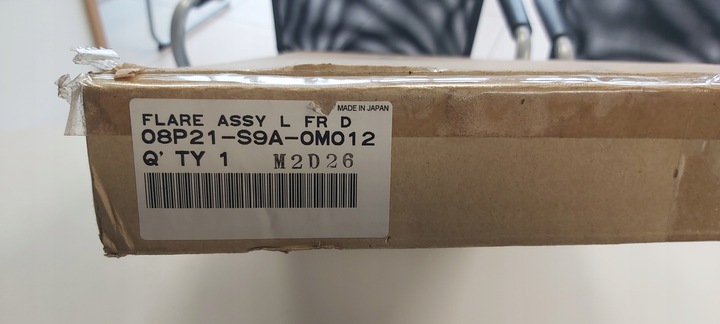 MADE IN JAPAN
FLARE ASSY L FR D
08P21-S9A-0M012
Q' TY 1 M2D26